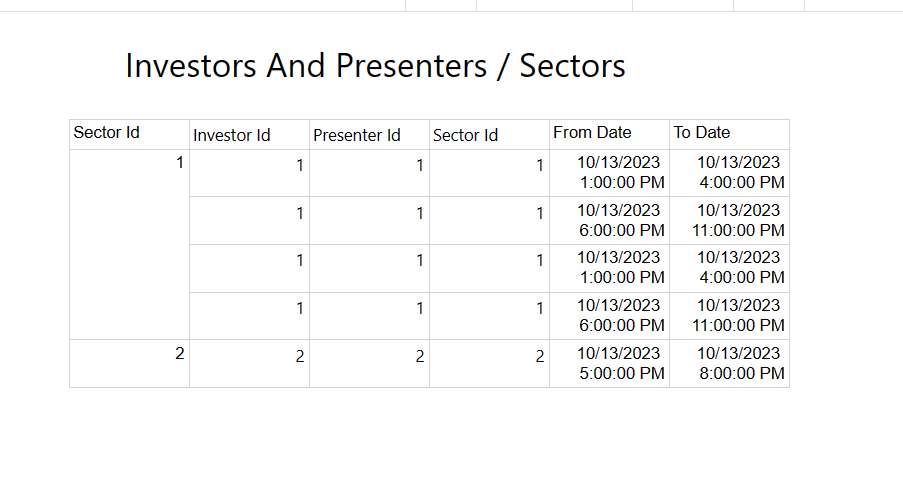 Investors And Presenters / Sectors
Sector Id Investor Id Presenter Id Sector Id From Date To Date
1 1 1 1 10/13/2023 10/13/2023
1:00:00 PM 4:00:00 PM
1 1 1 10/13/2023 10/13/2023
6:00:00 PM 11:00:00 PM
1 1 1 10/13/2023 10/13/2023
1:00:00 PM 4:00:00 PM
1 1 1 10/13/2023 10/13/2023
6:00:00 PM 11:00:00 PM
2 2 2 2 10/13/2023 10/13/2023
5:00:00 PM 8:00:00 PM